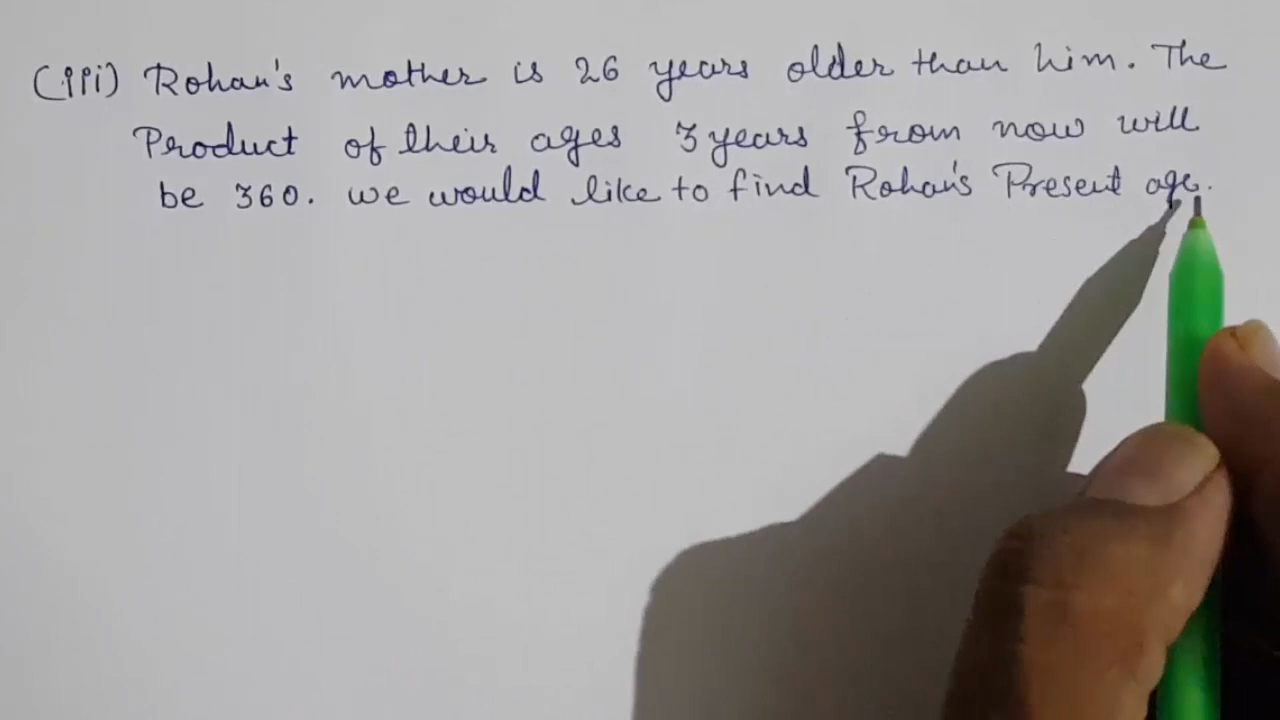 (iii) Rohan's mother is 26 years older than him. The
Product of their ages 3 years from now will
be 360. we would like to find Rohan's Present age.